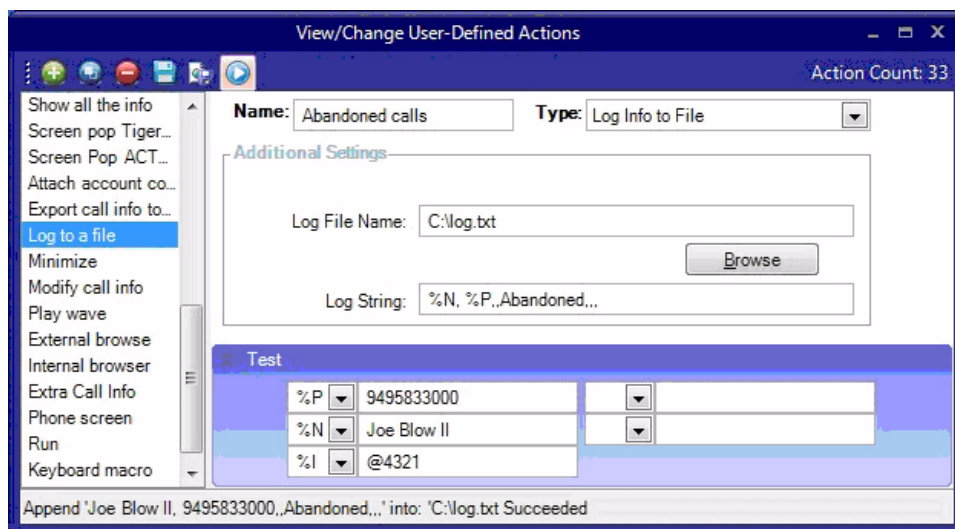 View/Change User-Defined Actions
Action Count: 33
Show all the info
Screen pop Tiger...
Screen Pop ACT...
Attach account co...
Export call info to...
Log to a file
Minimize
Modify call info
Play wave
External browse
Internal browser
Extra Call Info
Phone screen
Run
Keyboard macro
Name: Abandoned calls Type: Log Info to File
Additional Settings
Log File Name: C:\log.txt
Browse
Log String: %N, %P,,Abandoned,,,
Test
%P 9495833000
%N Joe Blow II
%I @4321
Append 'Joe Blow II, 9495833000,,Abandoned,,,' into: 'C:\log.txt Succeeded